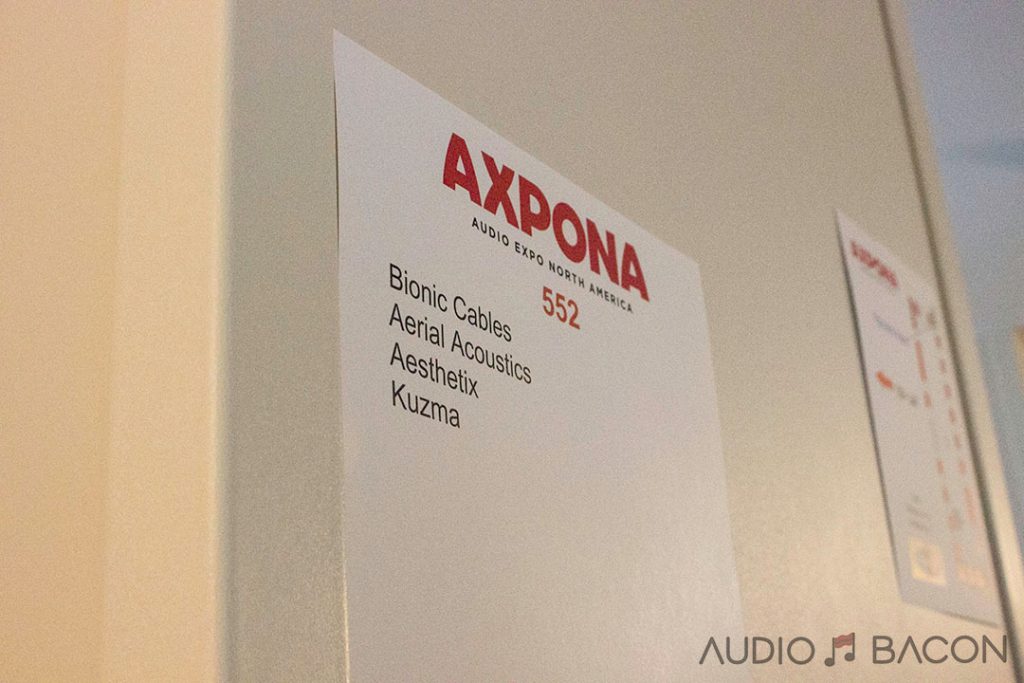 AXPONA
AUDIO EXPO NORTH AMERICA
552
Bionic Cables
Aerial Acoustics
Aesthetix
Kuzma
AXPONA
AUDIO BACON